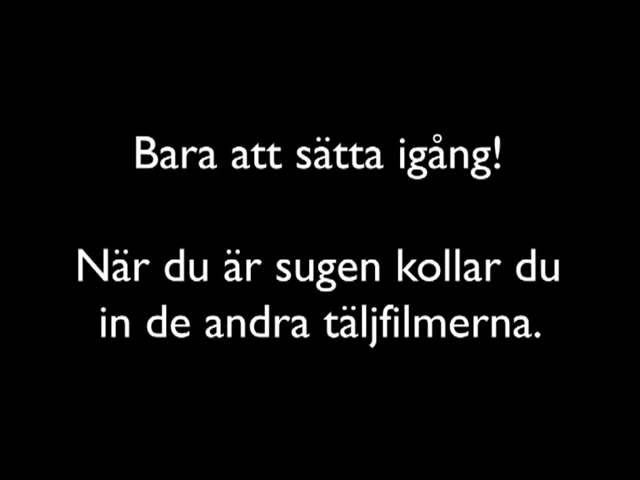 Bara att sätta igång!
När du är sugen kollar du
in de andra täljfilmerna.